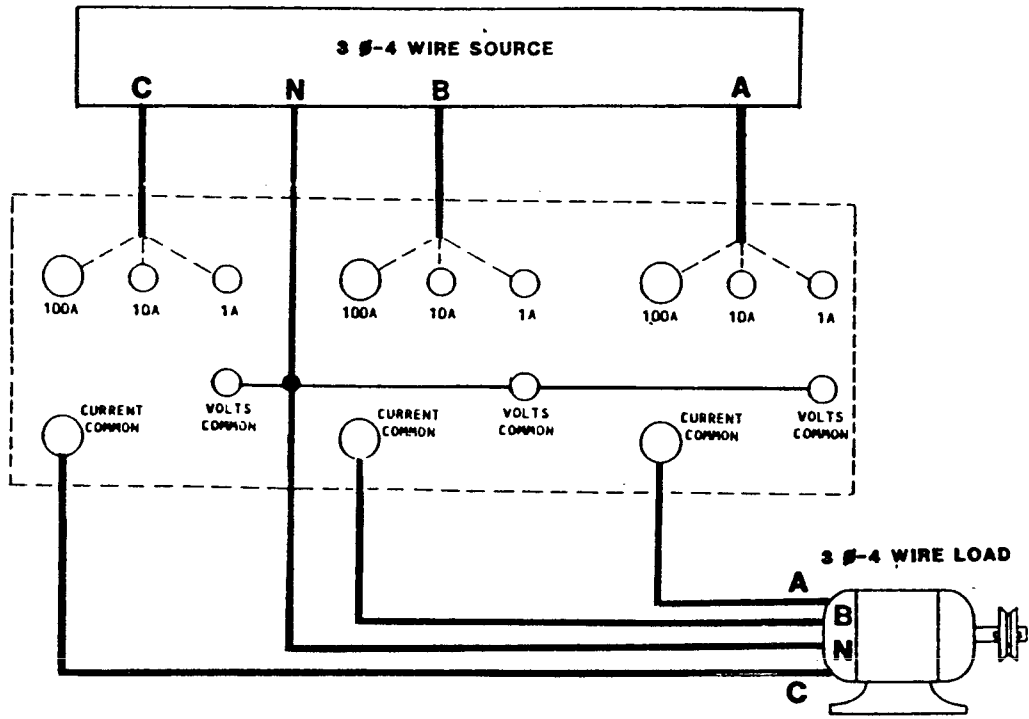 3 Ø-4 WIRE SOURCE
C N B A
100A 10A 1A 100A 10A 1A 100A 10A 1A
CURRENT COMMON
VOLTS COMMON
CURRENT COMMON
VOLTS COMMON
CURRENT COMMON
VOLTS COMMON
3 Ø-4 WIRE LOAD
A
B
N
C